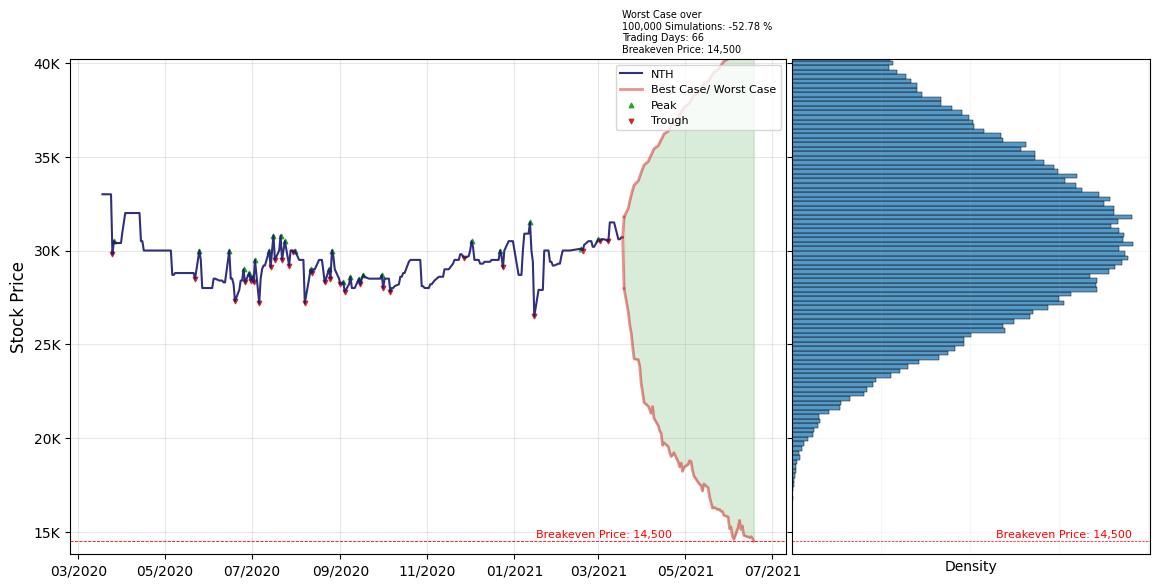 Worst Case over
100,000 Simulations: -52.78 %
Trading Days: 66
Breakeven Price: 14,500
NTH
Best Case/ Worst Case
Peak
Trough
Stock Price
40K
35K
30K
25K
20K
15K
Breakeven Price: 14,500
Breakeven Price: 14,500
03/2020
05/2020
07/2020
09/2020
11/2020
01/2021
03/2021
05/2021
07/2021
Density